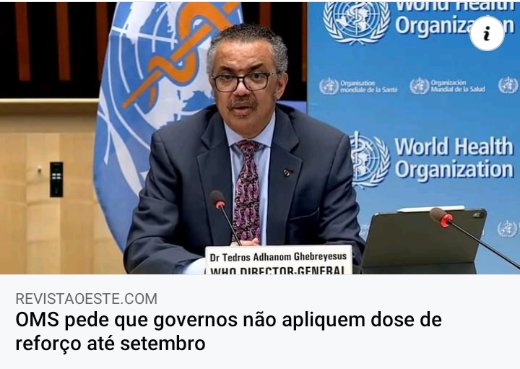 World Health
Organization
i
Organisation
mondiale de la Santé
Organización
Mundial de la Salud
World Health
Organization
Dr Tedros Adhanom Ghebreyesus
WHO DIRECTOR-GENERAL
REVISTAOESTE.COM
OMS pede que governos não apliquem dose de
reforço até setembro